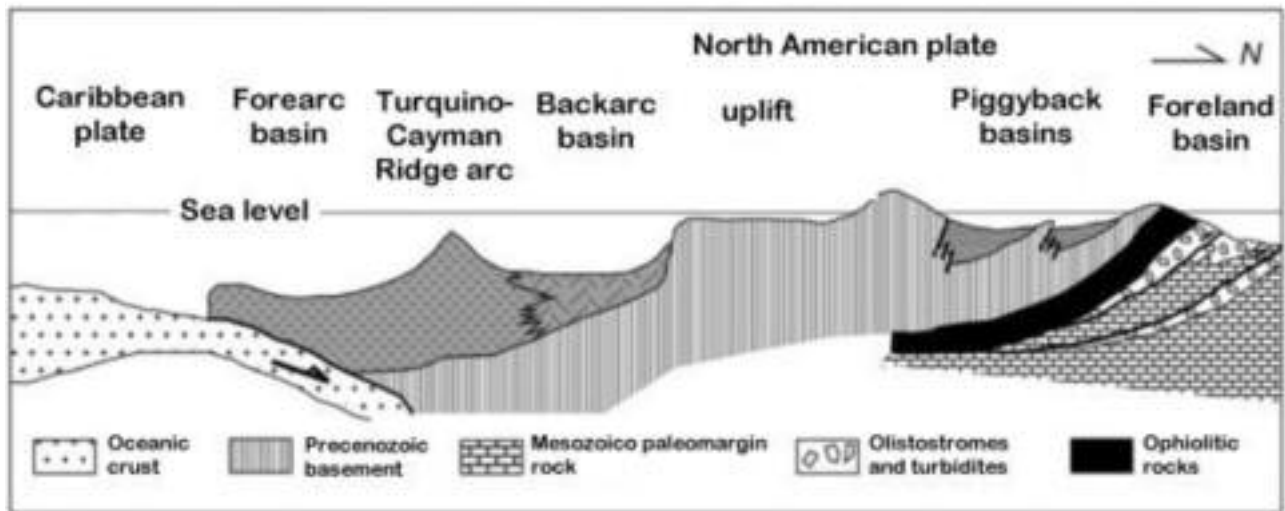 North American plate
N
Caribbean
plate
Forearc
basin
Turquino-
Cayman
Ridge arc
Backarc
basin
uplift
Piggyback
basins
Foreland
basin
Sea level
Oceanic
crust
Precenozoic
basement
Mesozoico paleomargin
rock
Olistostromes
and turbidites
Ophiolitic
rocks